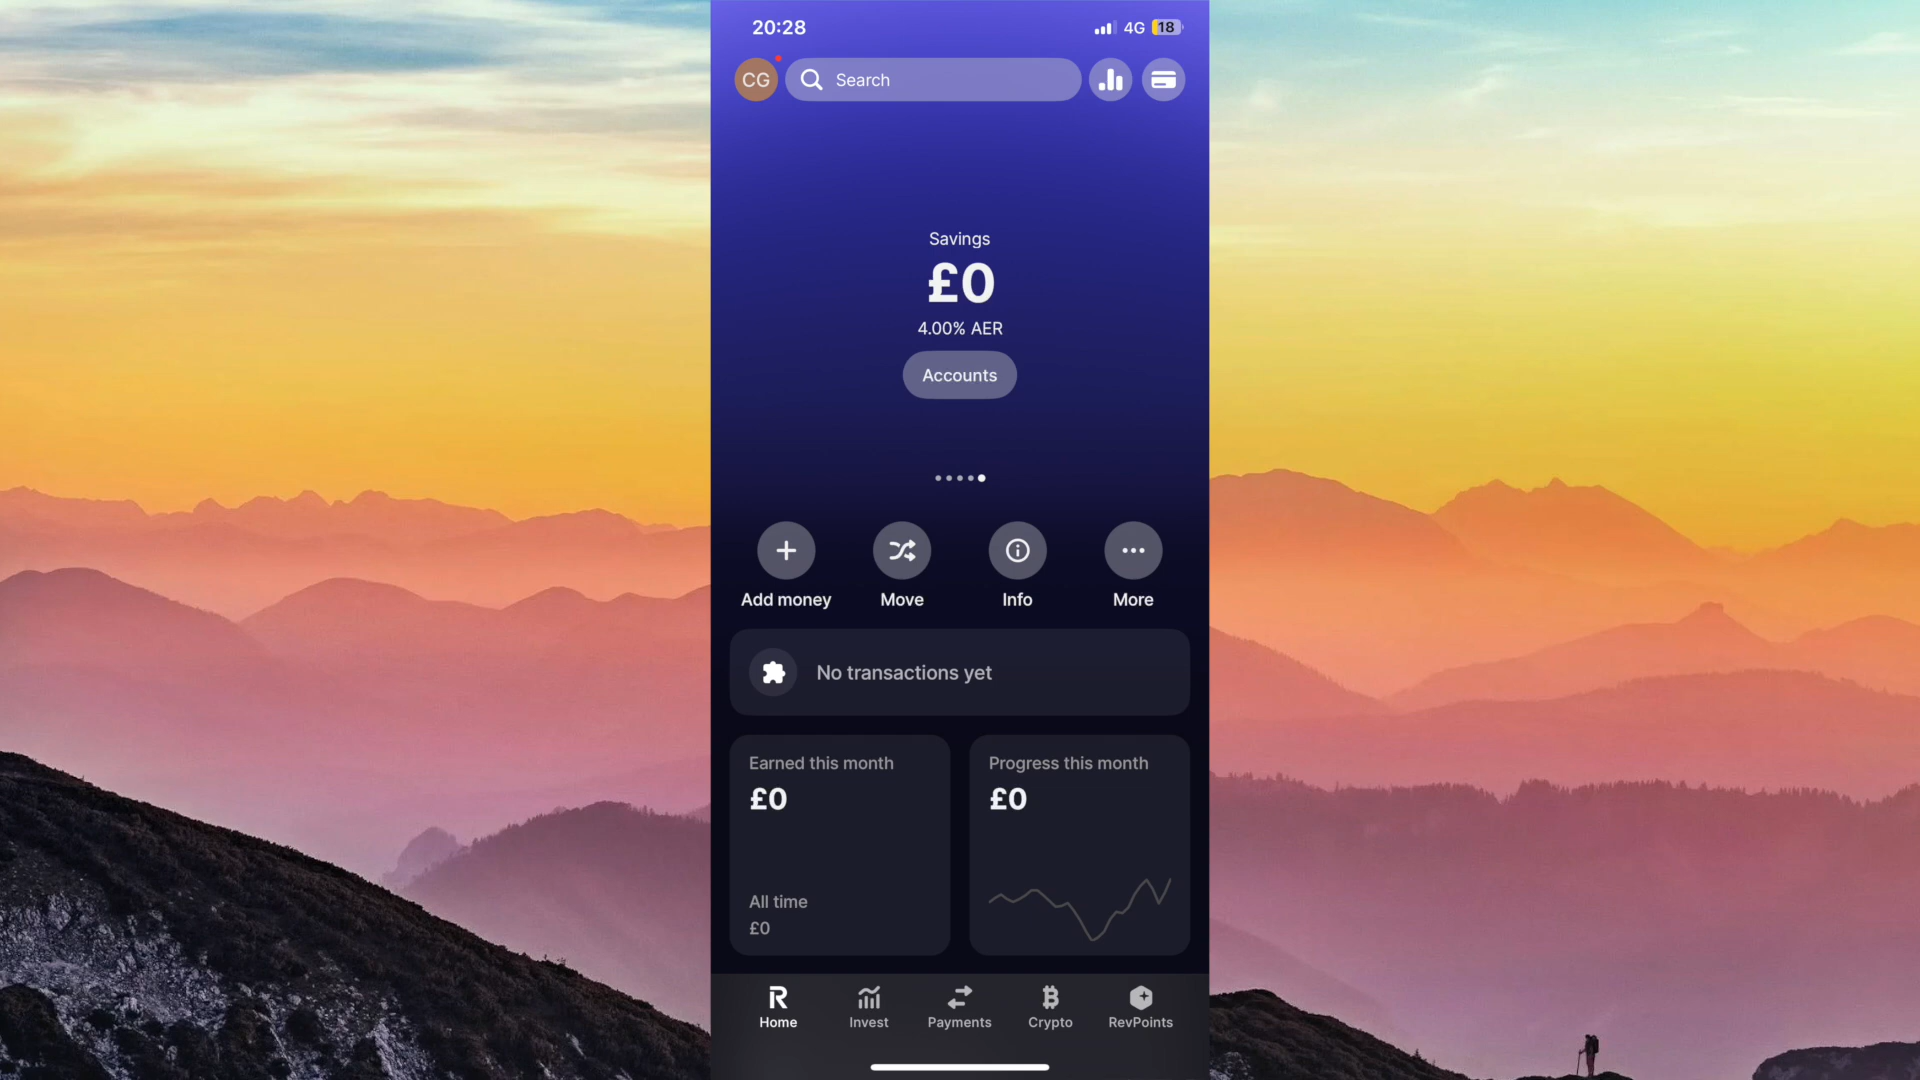 20:28
4G
18
CG
Search
Savings
£0
4.00% AER
Accounts
Add money
Move
Info
More
No transactions yet
Earned this month
£0
All time
£0
Progress this month
£0
Home
Invest
Payments
Crypto
RevPoints